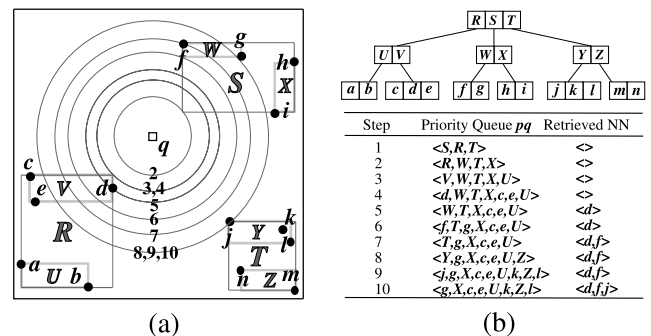 f W g
h
S
X
i
q
c
2
e V d
3,4
5
6
R
7
j Y k
l
8,9,10
T
a U b
n Z m
(a)
R S T
U V W X Y Z
a b c d e f g h i j k l m n
Step Priority Queue pq Retrieved NN
1 <S,R,T> <>
2 <R,W,T,X> <>
3 <V,W,T,X,U> <>
4 <d,W,T,X,c,e,U> <>
5 <W,T,X,c,e,U> <d>
6 <f,T,g,X,c,e,U> <d>
7 <T,g,X,c,e,U> <d,f>
8 <Y,g,X,c,e,U,Z> <d,f>
9 <j,g,X,c,e,U,k,Z,l> <d,f>
10 <g,X,c,e,U,k,Z,l> <d,f,j>
(b)